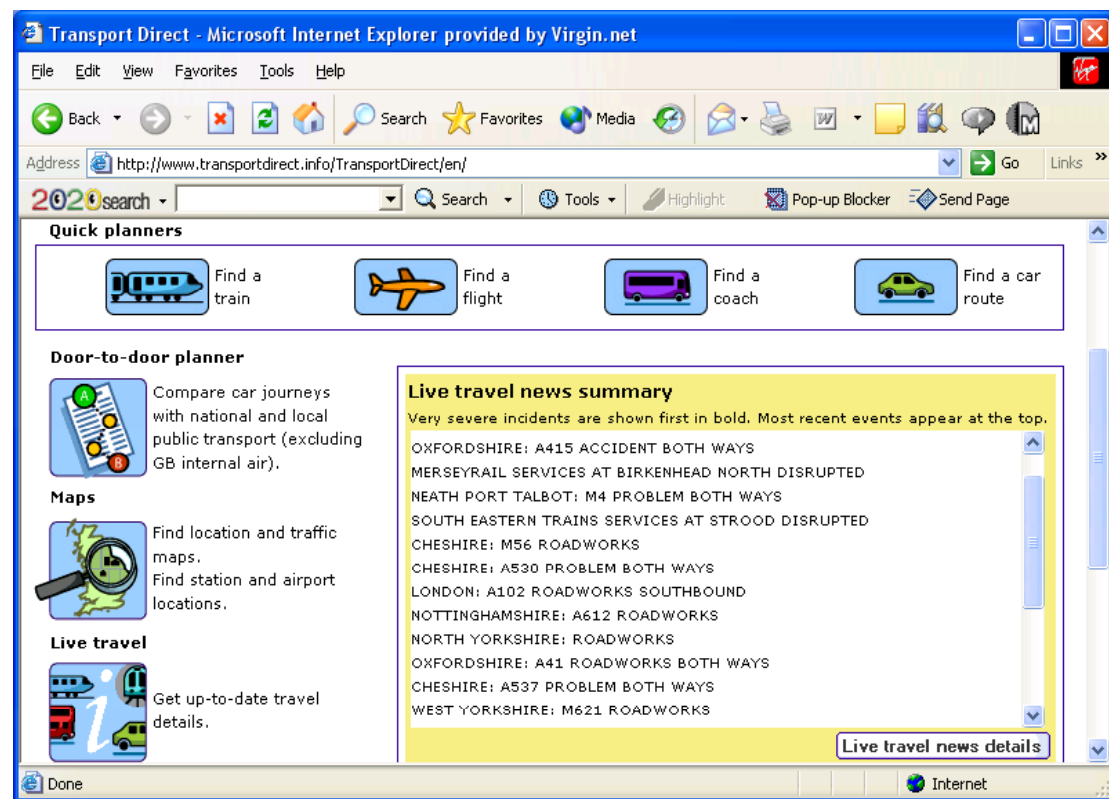 Transport Direct - Microsoft Internet Explorer provided by Virgin.net
File Edit View Favorites Tools Help
Back Search Favorites Media
Address http://www.transportdirect.info/TransportDirect/en/ Go Links »
2020search Search Tools Highlight Pop-up Blocker Send Page
Quick planners
Find a
train
Find a
flight
Find a
coach
Find a car
route
Door-to-door planner
A
B
Compare car journeys
with national and local
public transport (excluding
GB internal air).
Maps
Find location and traffic
maps.
Find station and airport
locations.
Live travel
i
Get up-to-date travel
details.
Live travel news summary
Very severe incidents are shown first in bold. Most recent events appear at the top.
OXFORDSHIRE: A415 ACCIDENT BOTH WAYS
MERSEYRAIL SERVICES AT BIRKENHEAD NORTH DISRUPTED
NEATH PORT TALBOT: M4 PROBLEM BOTH WAYS
SOUTH EASTERN TRAINS SERVICES AT STROOD DISRUPTED
CHESHIRE: M56 ROADWORKS
CHESHIRE: A530 PROBLEM BOTH WAYS
LONDON: A102 ROADWORKS SOUTHBOUND
NOTTINGHAMSHIRE: A612 ROADWORKS
NORTH YORKSHIRE: ROADWORKS
OXFORDSHIRE: A41 ROADWORKS BOTH WAYS
CHESHIRE: A537 PROBLEM BOTH WAYS
WEST YORKSHIRE: M621 ROADWORKS
Live travel news details
Done Internet